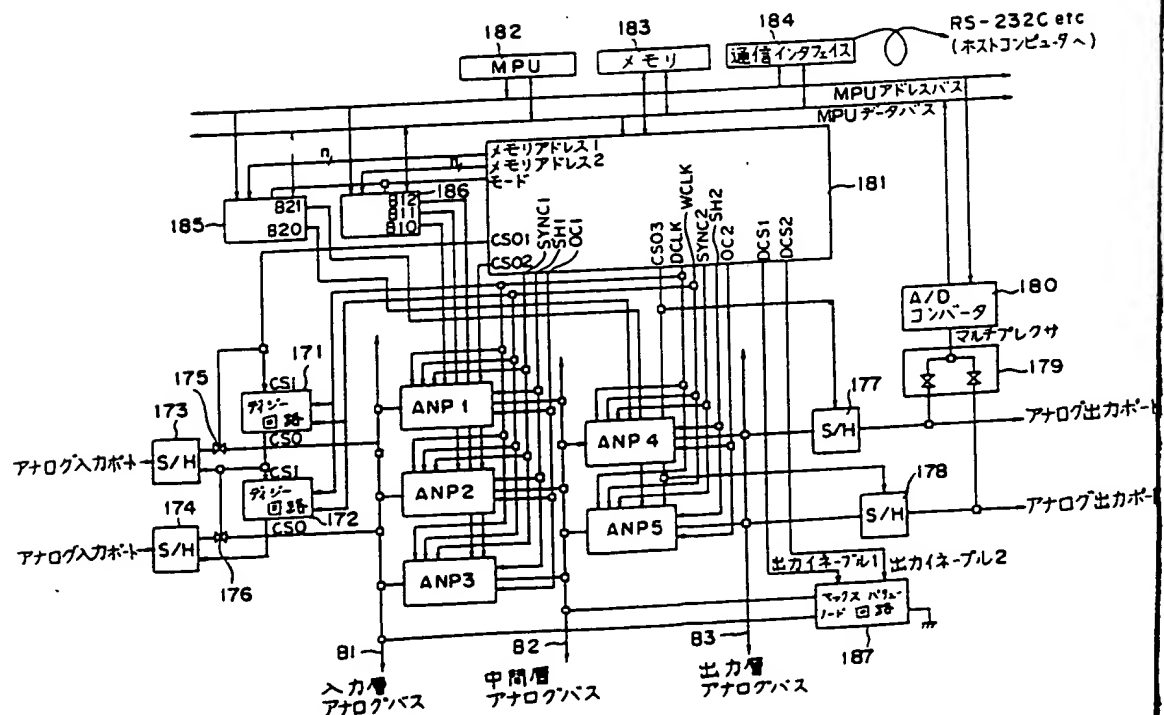 RS-232C etc
(ホストコンピュータへ)
182
MPU
183
メモリ
184
通信インタフェイス
MPUアドレスバス
MPUデータバス
n
n
メモリアドレス1
メモリアドレス2
モード
181
185
B21
B20
186
B12
B11
B10
CSO1
CSO2
SYNC1
SH1
OC1
CSO3
DCLK
WCLK
SYNC2
SH2
OC2
DCS1
DCS2
A/D
コンバータ
180
マルチプレクサ
179
171
CSI
デイジー
回路
CSO
175
173
S/H
アナログ入力ポート
CSI
デイジー
回路
172
CSO
174
S/H
アナログ入力ポート
176
ANP1
ANP2
ANP3
ANP4
ANP5
177
S/H
アナログ出力ポート
178
S/H
アナログ出力ポート
出力イネーブル1
出力イネーブル2
マックスバリュー
ノード回路
187
B1
入力層
アナログバス
B2
中間層
アナログバス
B3
出力層
アナログバス